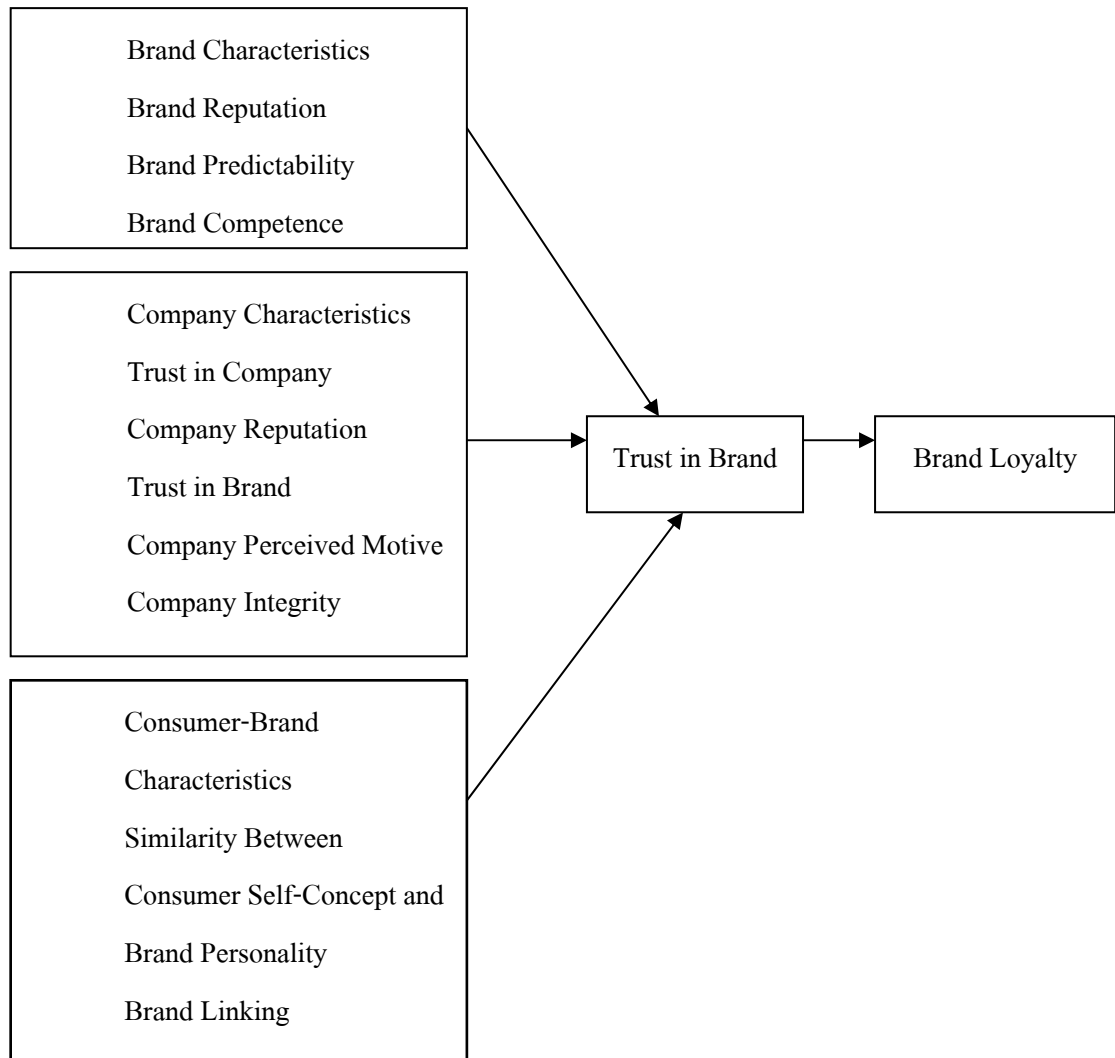 Brand Characteristics
Brand Reputation
Brand Predictability
Brand Competence
Company Characteristics
Trust in Company
Company Reputation
Trust in Brand
Company Perceived Motive
Company Integrity
Consumer-Brand
Characteristics
Similarity Between
Consumer Self-Concept and
Brand Personality
Brand Linking
Trust in Brand
Brand Loyalty